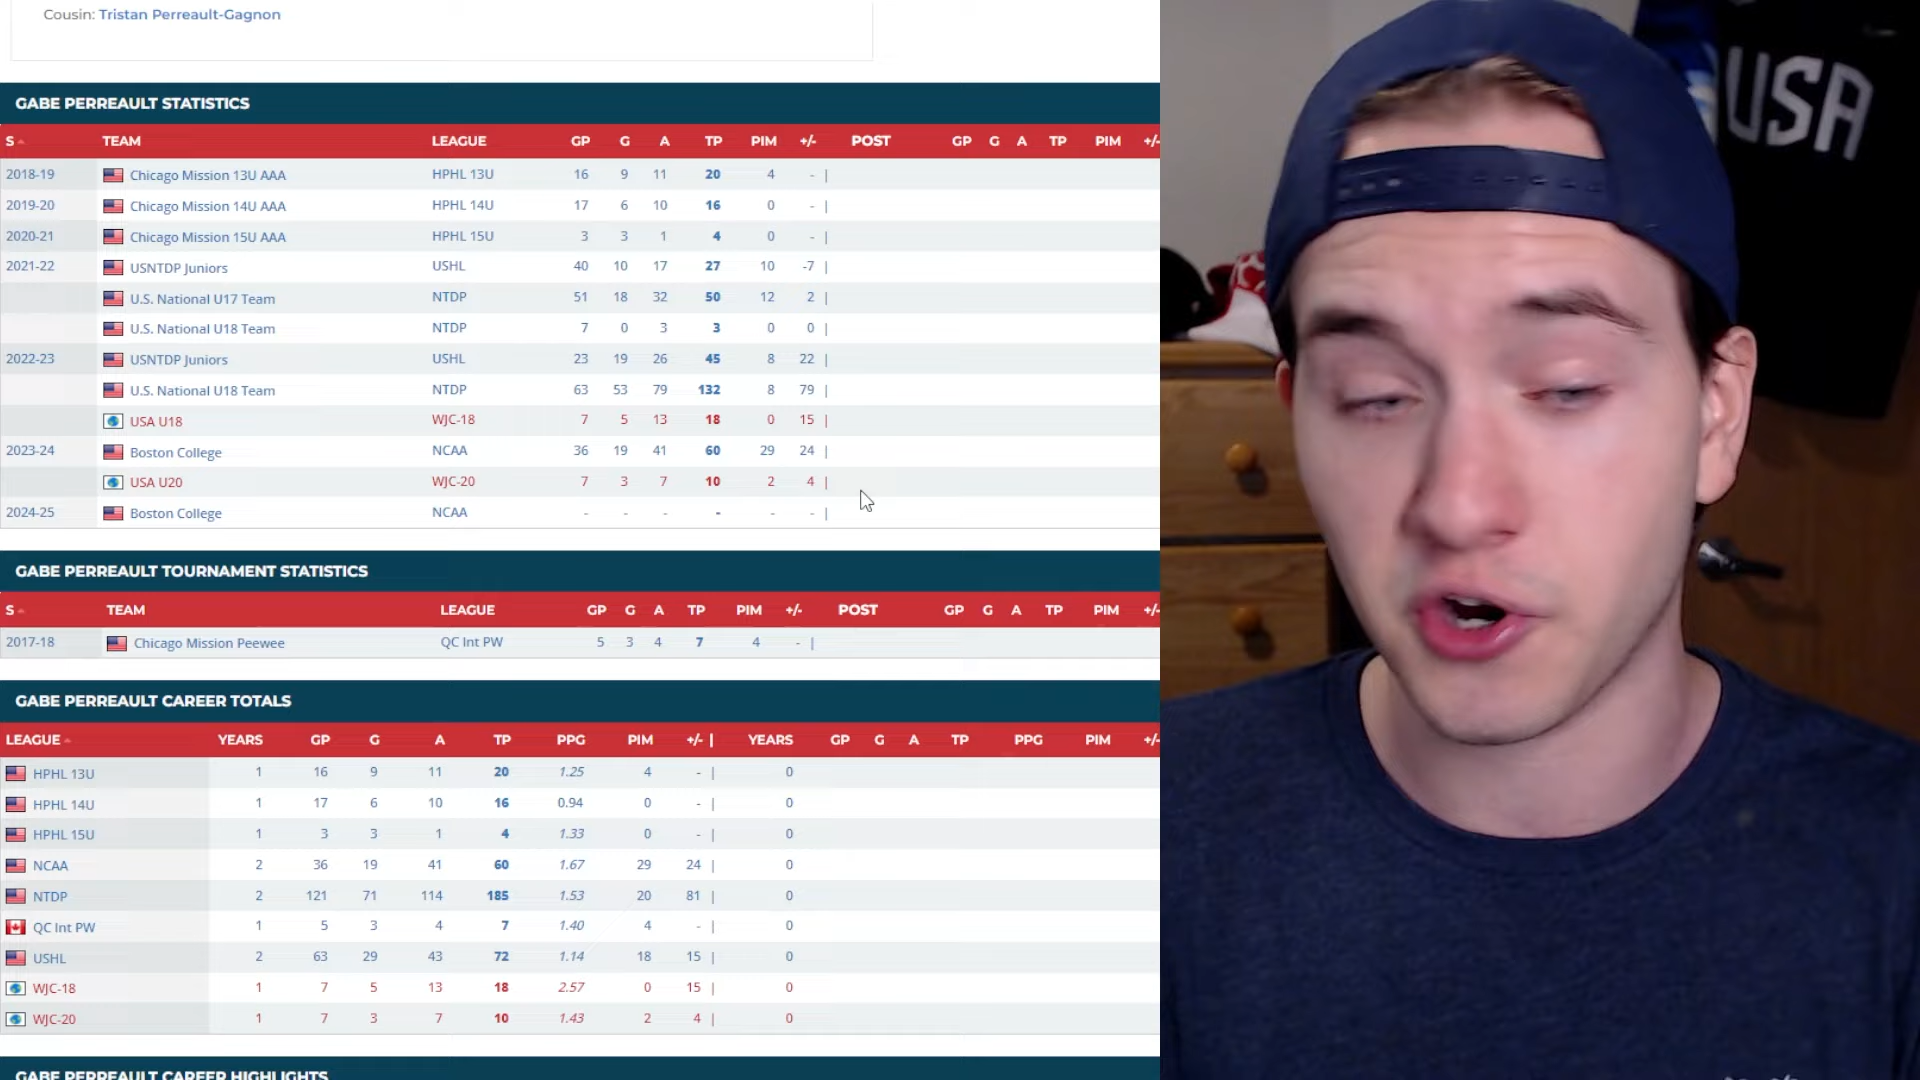 Cousin: Tristan Perreault-Gagnon
GABE PERREAULT STATISTICS
S TEAM LEAGUE GP G A TP PIM +/- POST GP G A TP PIM +/-
2018-19 Chicago Mission 13U AAA HPHL 13U 16 9 11 20 4 - |
2019-20 Chicago Mission 14U AAA HPHL 14U 17 6 10 16 0 - |
2020-21 Chicago Mission 15U AAA HPHL 15U 3 3 1 4 0 - |
2021-22 USNTDP Juniors USHL 40 10 17 27 10 -7 |
U.S. National U17 Team NTDP 51 18 32 50 12 2 |
U.S. National U18 Team NTDP 7 0 3 3 0 0 |
2022-23 USNTDP Juniors USHL 23 19 26 45 8 22 |
U.S. National U18 Team NTDP 63 53 79 132 8 79 |
USA U18 WJC-18 7 5 13 18 0 15 |
2023-24 Boston College NCAA 36 19 41 60 29 24 |
USA U20 WJC-20 7 3 7 10 2 4 |
2024-25 Boston College NCAA - - - - - - |
GABE PERREAULT TOURNAMENT STATISTICS
S TEAM LEAGUE GP G A TP PIM +/- POST GP G A TP PIM +/-
2017-18 Chicago Mission Peewee QC Int PW 5 3 4 7 4 - |
GABE PERREAULT CAREER TOTALS
LEAGUE YEARS GP G A TP PPG PIM +/- | YEARS GP G A TP PPG PIM +/-
HPHL 13U 1 16 9 11 20 1.25 4 - | 0
HPHL 14U 1 17 6 10 16 0.94 0 - | 0
HPHL 15U 1 3 3 1 4 1.33 0 - | 0
NCAA 2 36 19 41 60 1.67 29 24 | 0
NTDP 2 121 71 114 185 1.53 20 81 | 0
QC Int PW 1 5 3 4 7 1.40 4 - | 0
USHL 2 63 29 43 72 1.14 18 15 | 0
WJC-18 1 7 5 13 18 2.57 0 15 | 0
WJC-20 1 7 3 7 10 1.43 2 4 | 0
GABE PERREAULT CAREER HIGHLIGHTS
USA